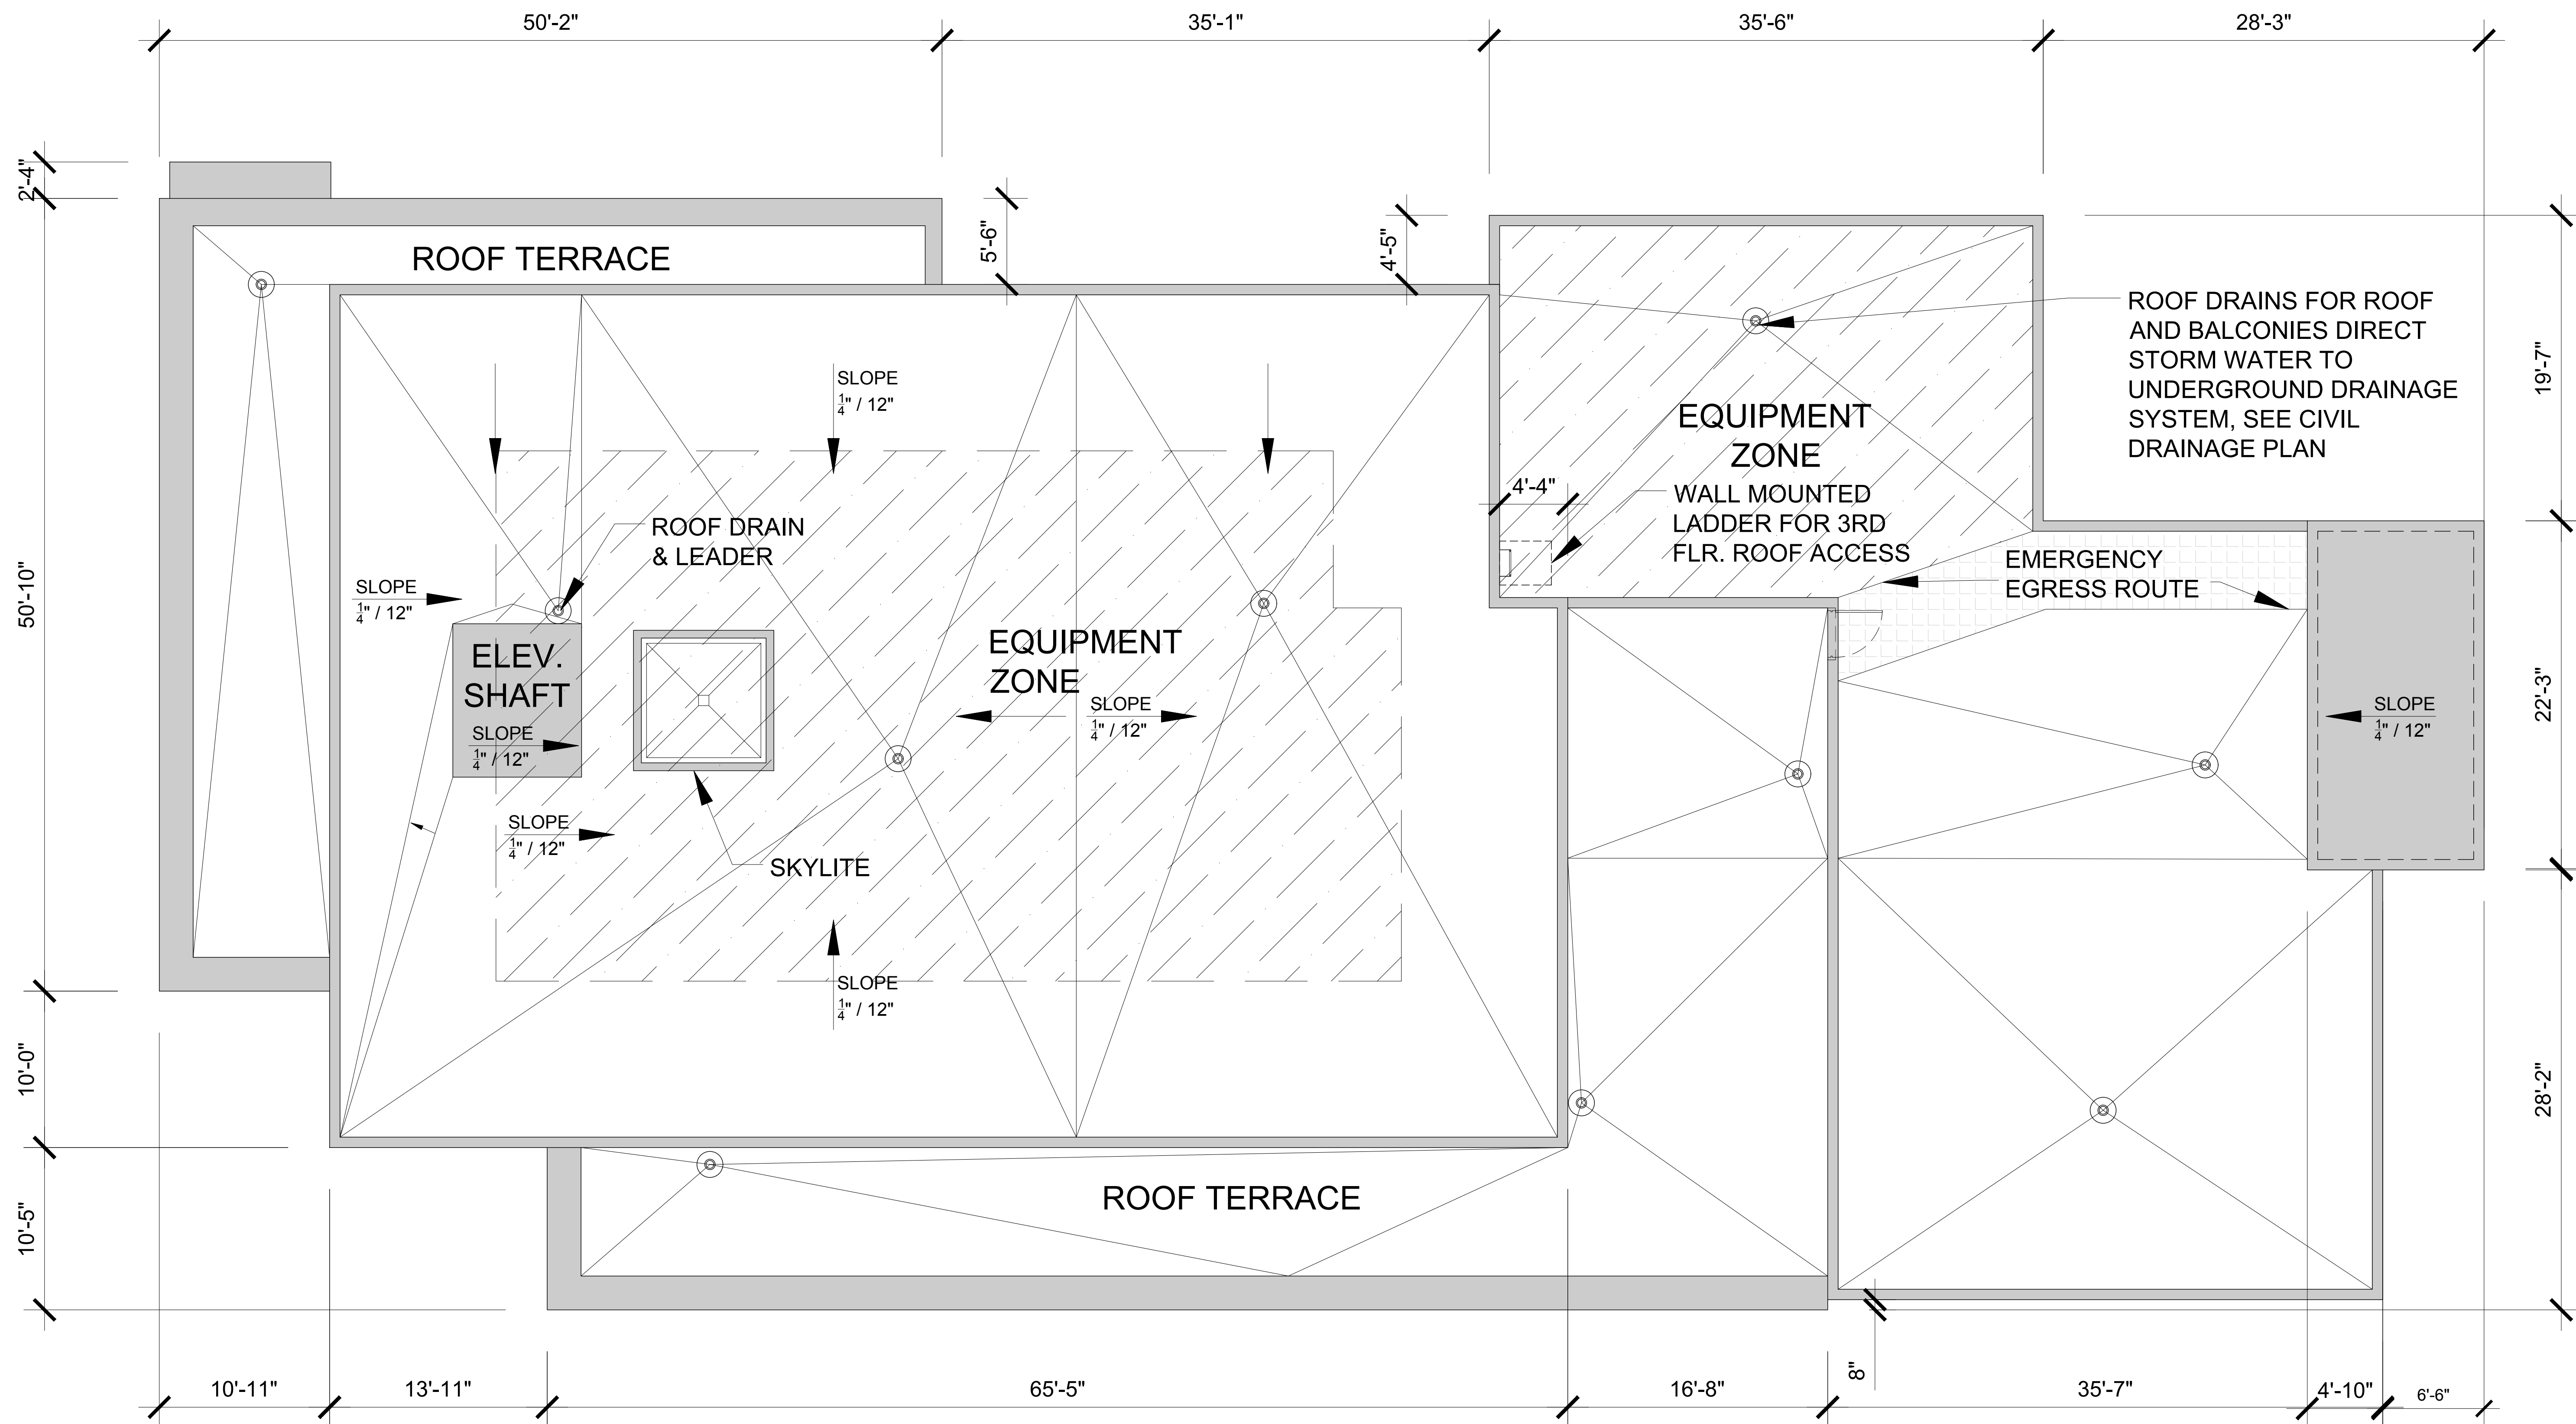 50'-2"
35'-1"
35'-6"
28'-3"
2'-4"
5'-6"
4'-5"
ROOF TERRACE
ROOF DRAINS FOR ROOF
AND BALCONIES DIRECT
STORM WATER TO
UNDERGROUND DRAINAGE
SYSTEM, SEE CIVIL
DRAINAGE PLAN
19'-7"
SLOPE
1/4" / 12"
EQUIPMENT
ZONE
4'-4"
WALL MOUNTED
LADDER FOR 3RD
FLR. ROOF ACCESS
ROOF DRAIN
& LEADER
EMERGENCY
EGRESS ROUTE
50'-10"
SLOPE
1/4" / 12"
ELEV.
SHAFT
SLOPE
1/4" / 12"
EQUIPMENT
ZONE
SLOPE
1/4" / 12"
SLOPE
1/4" / 12"
22'-3"
SLOPE
1/4" / 12"
SKYLITE
SLOPE
1/4" / 12"
10'-0"
28'-2"
ROOF TERRACE
10'-5"
8"
10'-11"
13'-11"
65'-5"
16'-8"
35'-7"
4'-10"
6'-6"